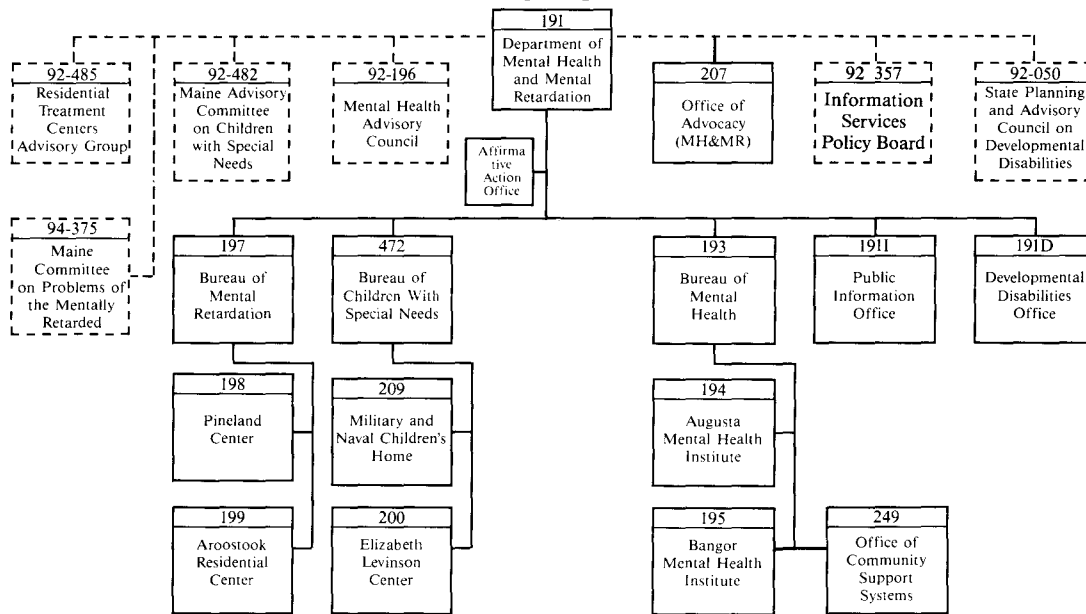 191
Department of
Mental Health
and Mental
Retardation
92-485
Residential
Treatment
Centers
Advisory Group
92-482
Maine Advisory
Committee
on Children
with Special
Needs
92-196
Mental Health
Advisory
Council
207
Office of
Advocacy
(MH&MR)
92 357
Information
Services
Policy Board
92-050
State Planning
and Advisory
Council on
Developmental
Disabilities
Affirma
tive
Action
Office
94-375
Maine
Committee
on Problems of
the Mentally
Retarded
197
Bureau of
Mental
Retardation
472
Bureau of
Children With
Special Needs
193
Bureau of
Mental
Health
191I
Public
Information
Office
191D
Developmental
Disabilities
Office
198
Pineland
Center
209
Military and
Naval Children's
Home
194
Augusta
Mental Health
Institute
199
Aroostook
Residential
Center
200
Elizabeth
Levinson
Center
195
Bangor
Mental Health
Institute
249
Office of
Community
Support
Systems